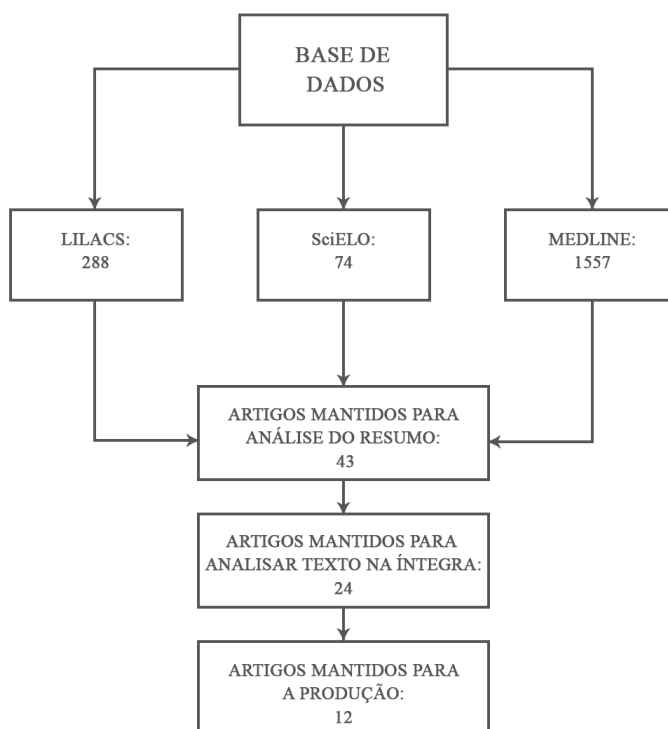 BASE DE
DADOS
LILACS:
288
SciELO:
74
MEDLINE:
1557
ARTIGOS MANTIDOS PARA
ANÁLISE DO RESUMO:
43
ARTIGOS MANTIDOS PARA
ANALISAR TEXTO NA ÍNTEGRA:
24
ARTIGOS MANTIDOS PARA
A PRODUÇÃO:
12